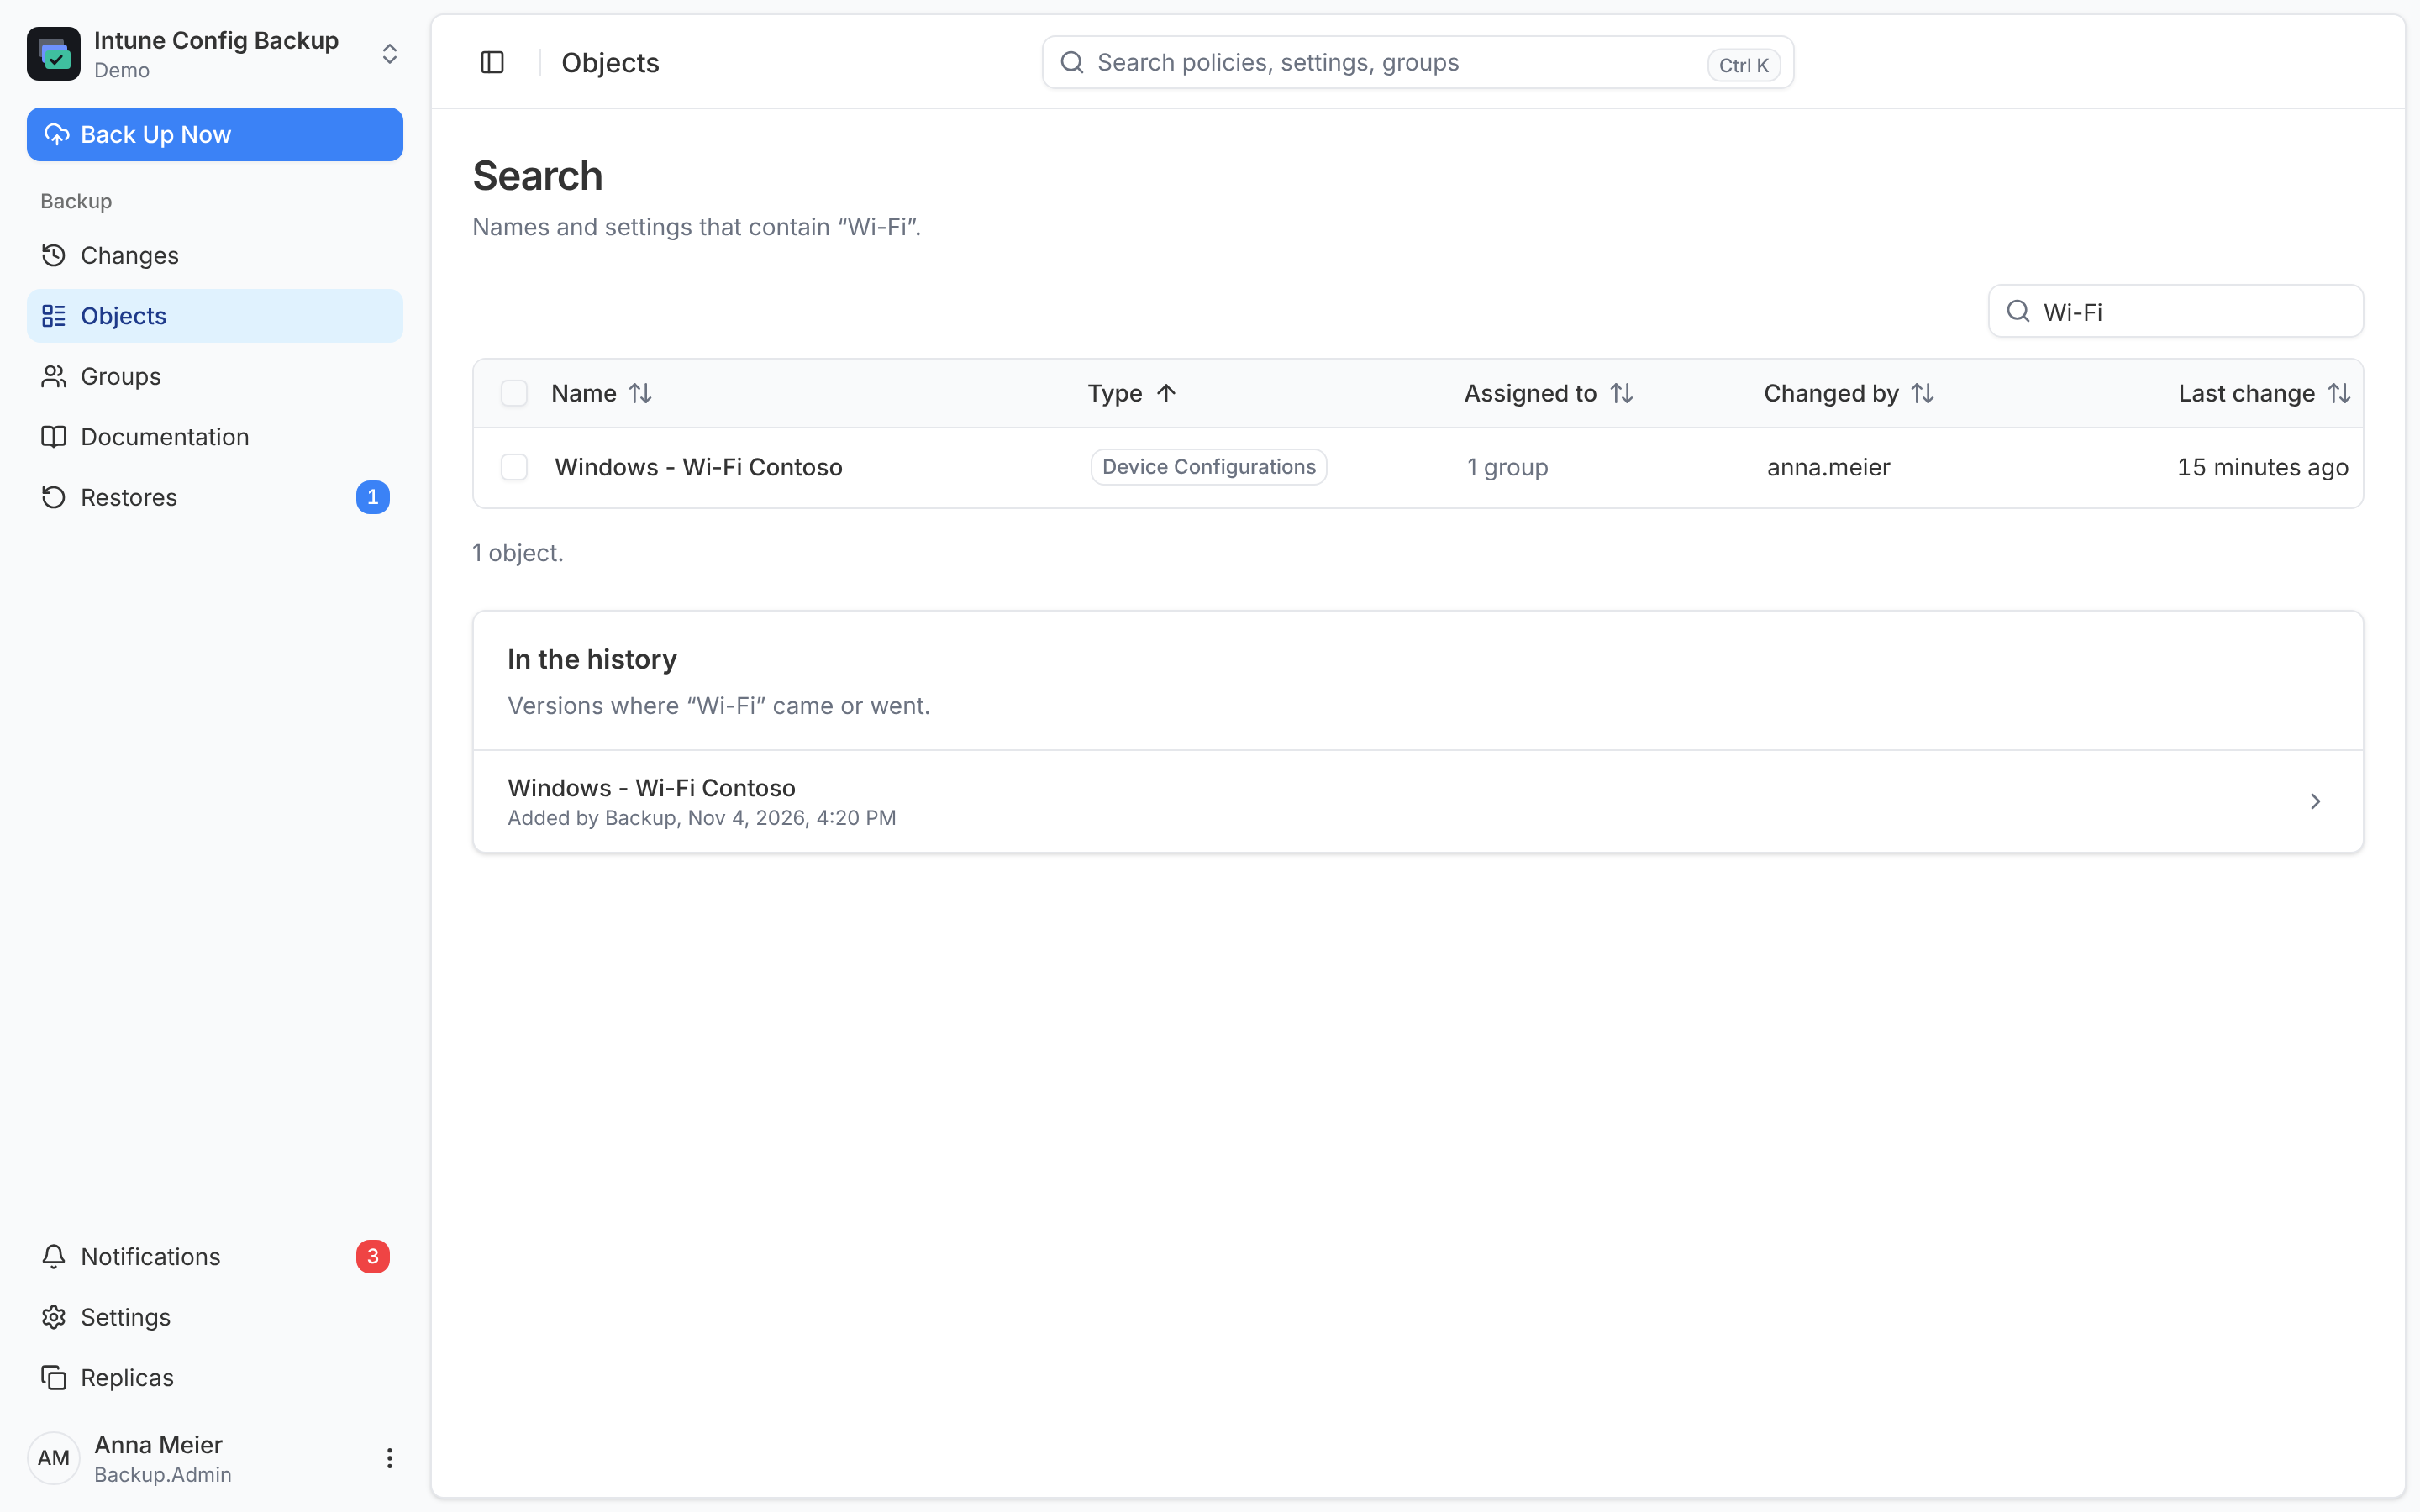 Intune Config Backup
Demo
Back Up Now
Backup
Changes
Objects
Groups
Documentation
Restores 1
Notifications 3
Settings
Replicas
AM
Anna Meier
Backup.Admin
Objects
Search policies, settings, groups Ctrl K
Search
Names and settings that contain “Wi-Fi”.
Wi-Fi
Name Type Assigned to Changed by Last change
Windows - Wi-Fi Contoso Device Configurations 1 group anna.meier 15 minutes ago
1 object.
In the history
Versions where “Wi-Fi” came or went.
Windows - Wi-Fi Contoso
Added by Backup, Nov 4, 2026, 4:20 PM